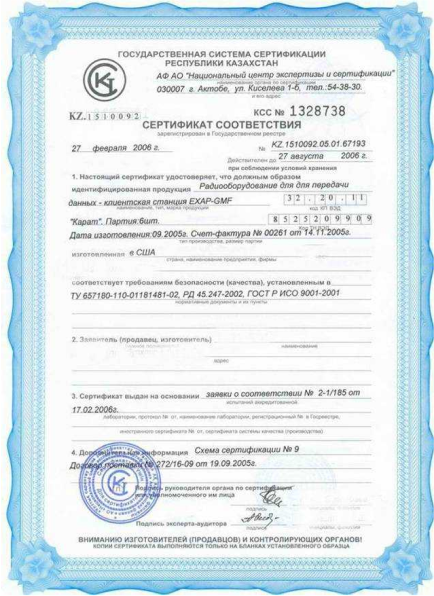 ГОСУДАРСТВЕННАЯ СИСТЕМА СЕРТИФИКАЦИИ
РЕСПУБЛИКИ КАЗАХСТАН
АФ АО "Национальный центр экспертизы и сертификации"
наименование органа по сертификации
030007 г. Актобе, ул. Киселева 1-б, тел.:54-38-30.
и его адрес
KZ.1510092
КСС № 1328738
СЕРТИФИКАТ СООТВЕТСТВИЯ
зарегистрирован в Государственном реестре
27 февраля 2006 г. № KZ.1510092.05.01.67193
Действителен до 27 августа 2006 г.
при соблюдении условий хранения
1. Настоящий сертификат удостоверяет, что должным образом
идентифицированная продукция Радиооборудование для для передачи
данных - клиентская станция EXAP-GMF 32.20.11
наименование, тип, марка продукции код КП ВЭД
"Карат". Партия:6шт. 8525209909
Дата изготовления:09.2005г. Счет-фактура № 00261 от 14.11.2005г.
Код ТН ВЭД
тип производства, размер партии
изготовленная в США
страна, наименование предприятия, фирмы
соответствует требованиям безопасности (качества), установленным в
ТУ 657180-110-01181481-02, РД 45.247-2002, ГОСТ Р ИСО 9001-2001
нормативные документы и их пункты
2. Заявитель (продавец, изготовитель)
наименование
адрес
3. Сертификат выдан на основании заявки о соответствии № 2-1/185 от
испытаний аккредитованной
17.02.2006г.
лаборатории, протокол № от, наименование лаборатории, регистрационный № в Госреестре,
иностранного сертификата № от, сертификата системы качества (производства)
4. Дополнительная информация Схема сертификации № 9
Договор поставки № 272/16-09 от 19.09.2005г.
Подпись руководителя органа по сертификации
или уполномоченного им лица
подпись
Подпись эксперта-аудитора
подпись
ВНИМАНИЮ ИЗГОТОВИТЕЛЕЙ (ПРОДАВЦОВ) И КОНТРОЛИРУЮЩИХ ОРГАНОВ!
КОПИИ СЕРТИФИКАТА ВЫПОЛНЯЮТСЯ ТОЛЬКО НА БЛАНКАХ УСТАНОВЛЕННОГО ОБРАЗЦА